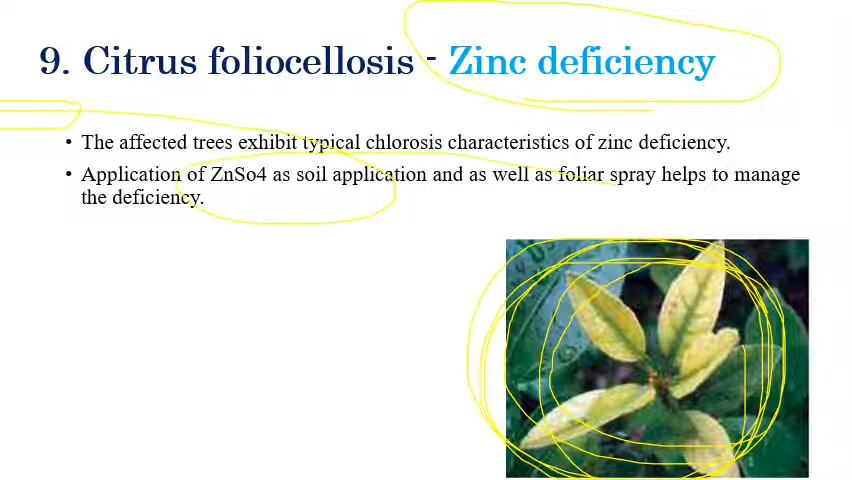 9. Citrus foliocellosis - Zinc deficiency
• The affected trees exhibit typical chlorosis characteristics of zinc deficiency.
• Application of ZnSo4 as soil application and as well as foliar spray helps to manage
the deficiency.